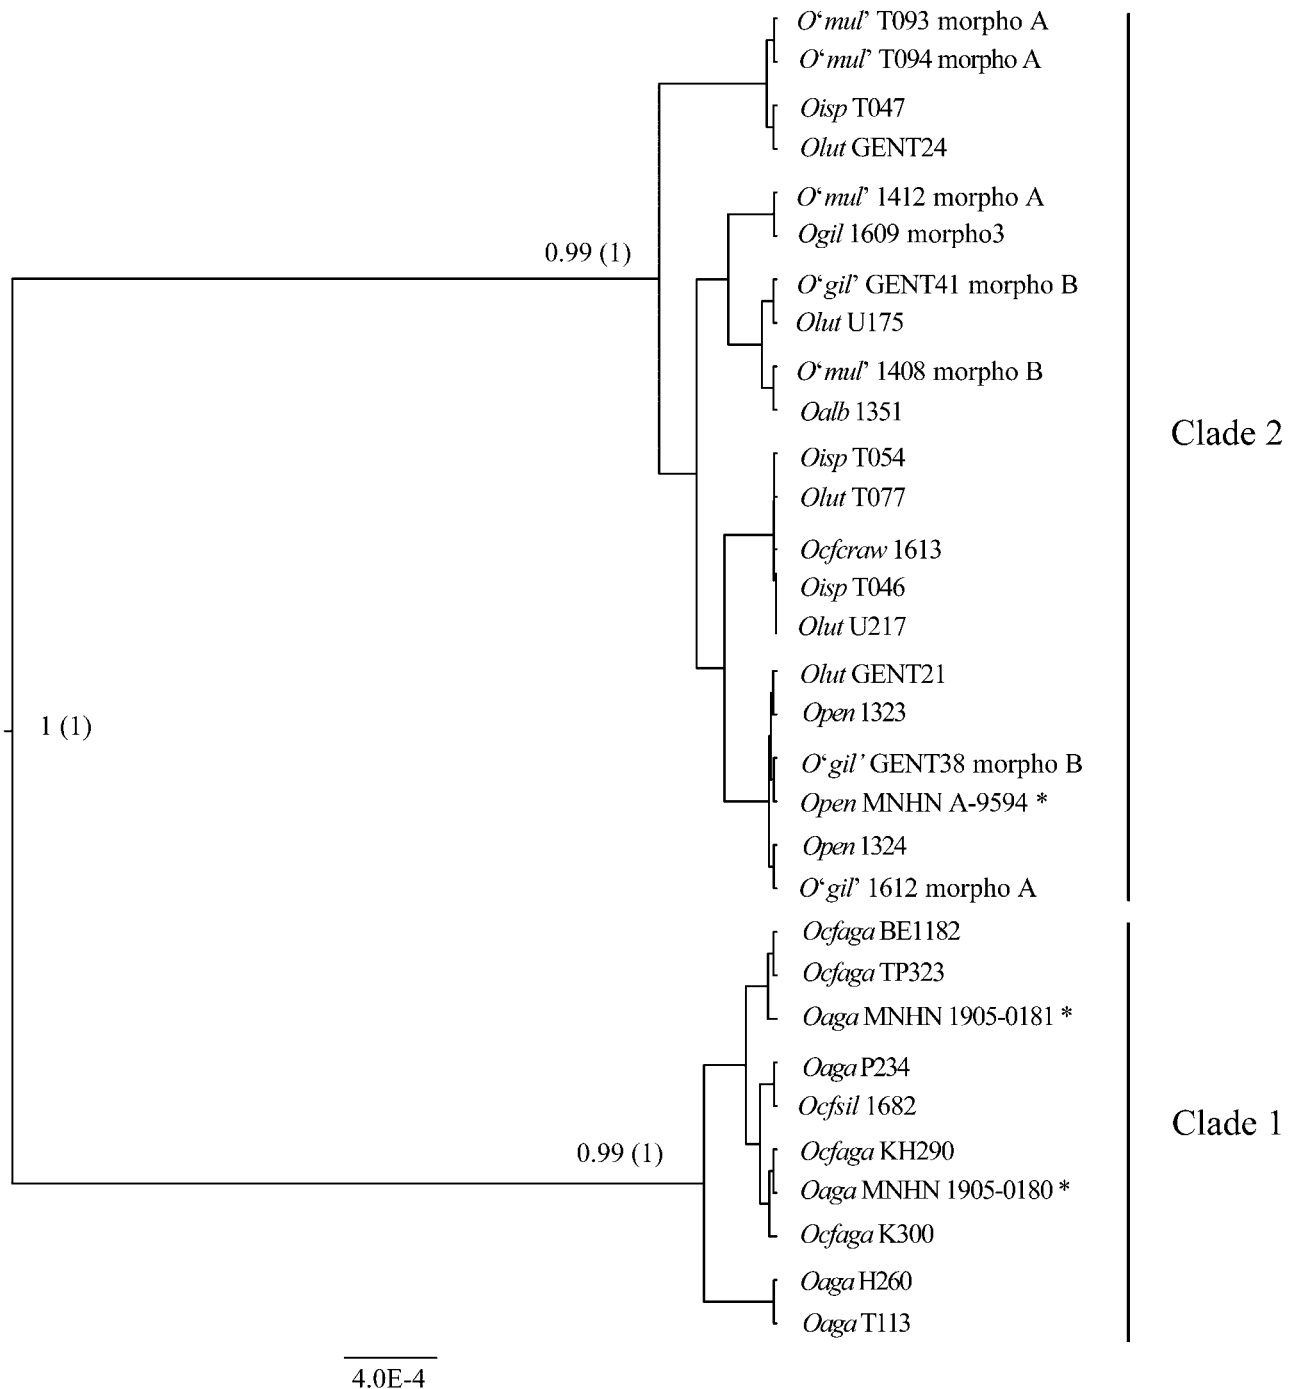 O‘mul’ T093 morpho A
O‘mul’ T094 morpho A
Oisp T047
Olut GENT24
O‘mul’ 1412 morpho A
Ogil 1609 morpho3
0.99 (1)
O‘gil’ GENT41 morpho B
Olut U175
O‘mul’ 1408 morpho B
Oalb 1351
Clade 2
Oisp T054
Olut T077
Ocfcraw 1613
Oisp T046
Olut U217
Olut GENT21
Open 1323
1 (1)
O‘gil’ GENT38 morpho B
Open MNHN A-9594 *
Open 1324
O‘gil’ 1612 morpho A
Ocfaga BE1182
Ocfaga TP323
Oaga MNHN 1905-0181 *
Oaga P234
Ocfsil 1682
Clade 1
0.99 (1)
Ocfaga KH290
Oaga MNHN 1905-0180 *
Ocfaga K300
Oaga H260
Oaga T113
4.0E-4